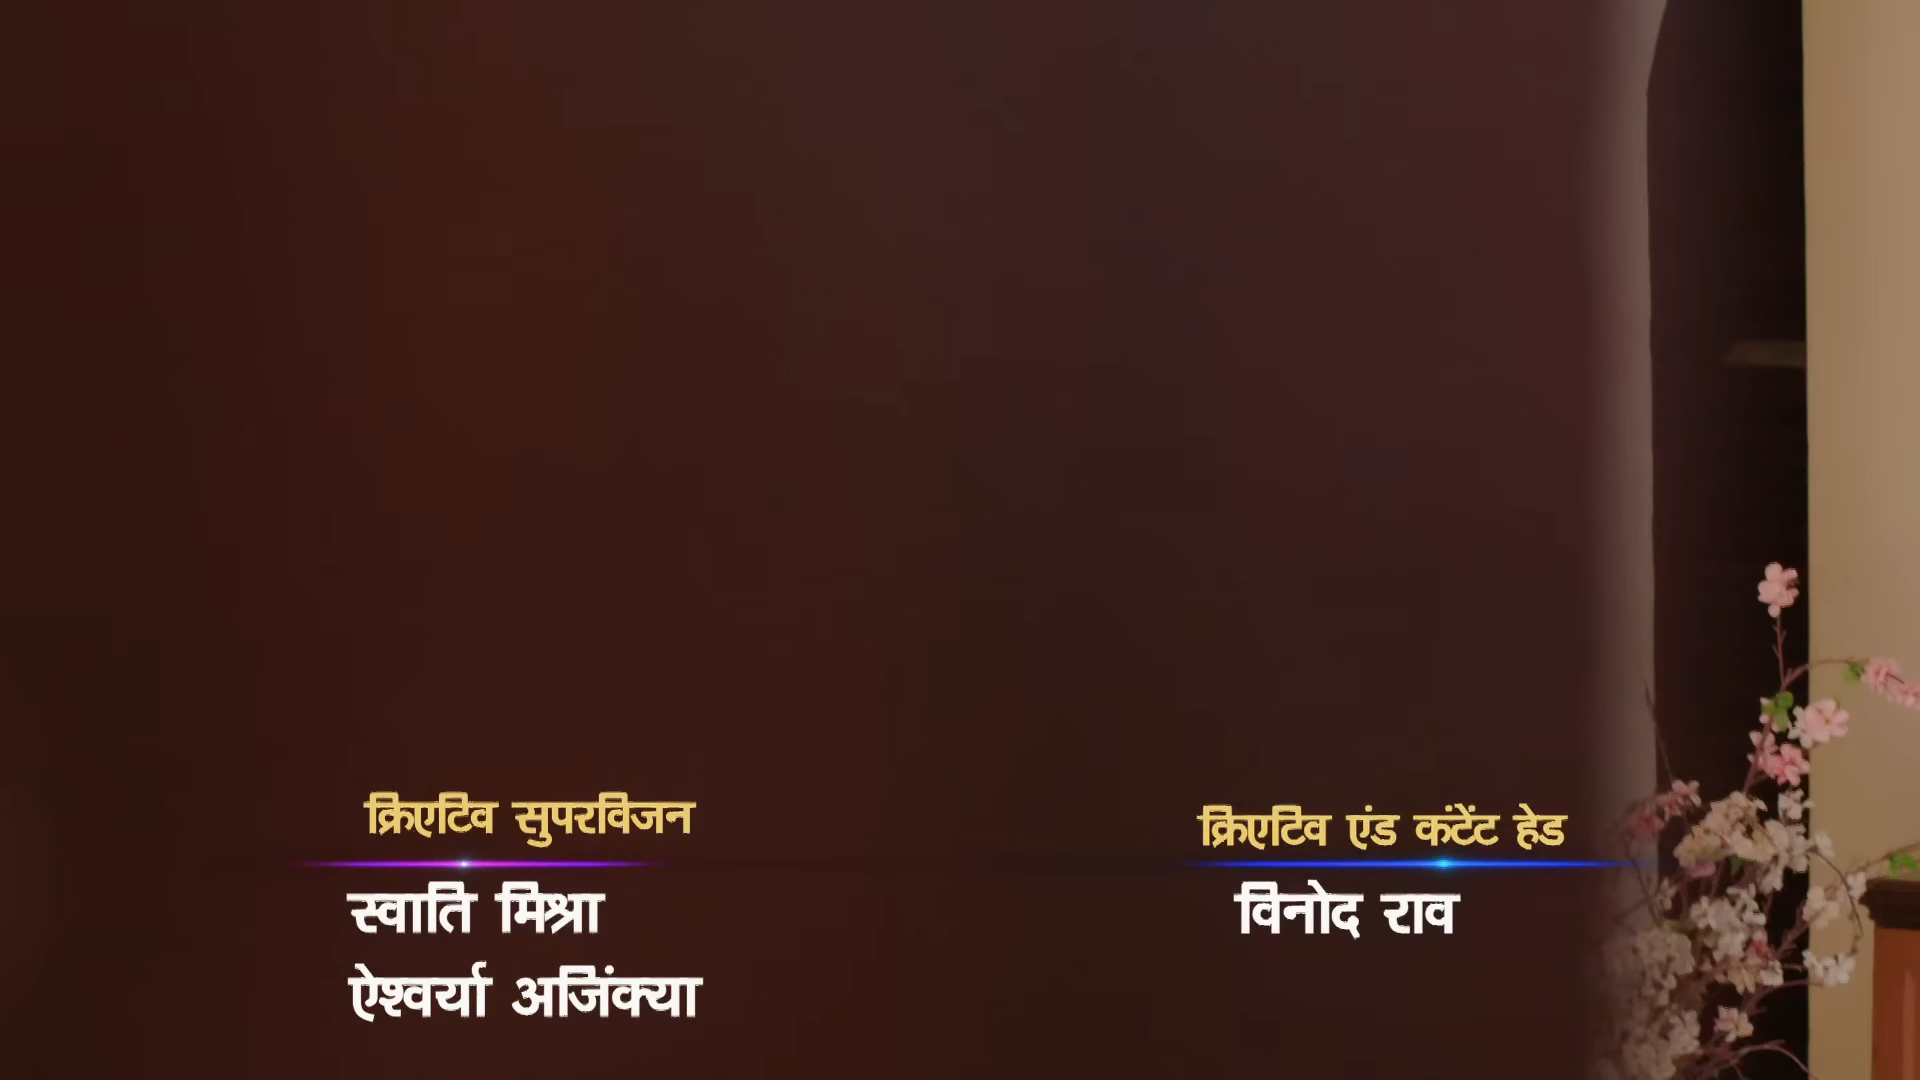 क्रिएटिव सुपरविजन
स्वाति मिश्रा
ऐश्वर्या अजिंक्या
क्रिएटिव एंड कंटेंट हेड
विनोद राव